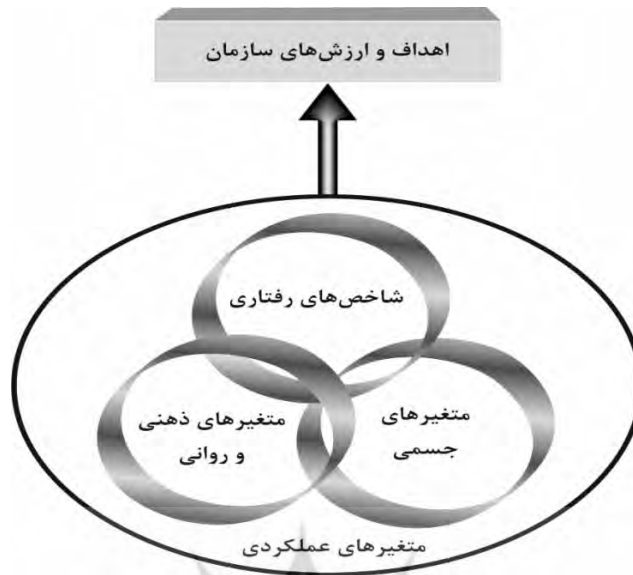 اهداف و ارزش‌های سازمان
شاخص‌های رفتاری
متغیرهای
جسمی
متغیرهای ذهنی
و روانی
متغیرهای عملکردی